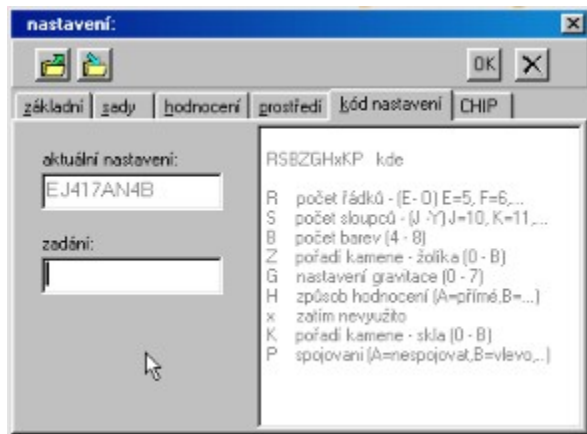 nastavení:
OK
základní
sady
hodnocení
prostředí
kód nastavení
CHIP
aktuální nastavení:
EJ417AN4B
zadání:
RSBZGHxKP kde
R počet řádků - (E- O) E=5, F=6,...
S počet sloupců - (J -Y) J=10, K=11,...
B počet barev (4 - 8)
Z pořadí kamene - žolíka (0 - B)
G nastavení gravitace (0 - 7)
H způsob hodnocení (A=přímé,B=...)
x zatím nevyužito
K pořadí kamene - skla (0 - B)
P spojovani (A=nespojovat,B=vlevo,..)